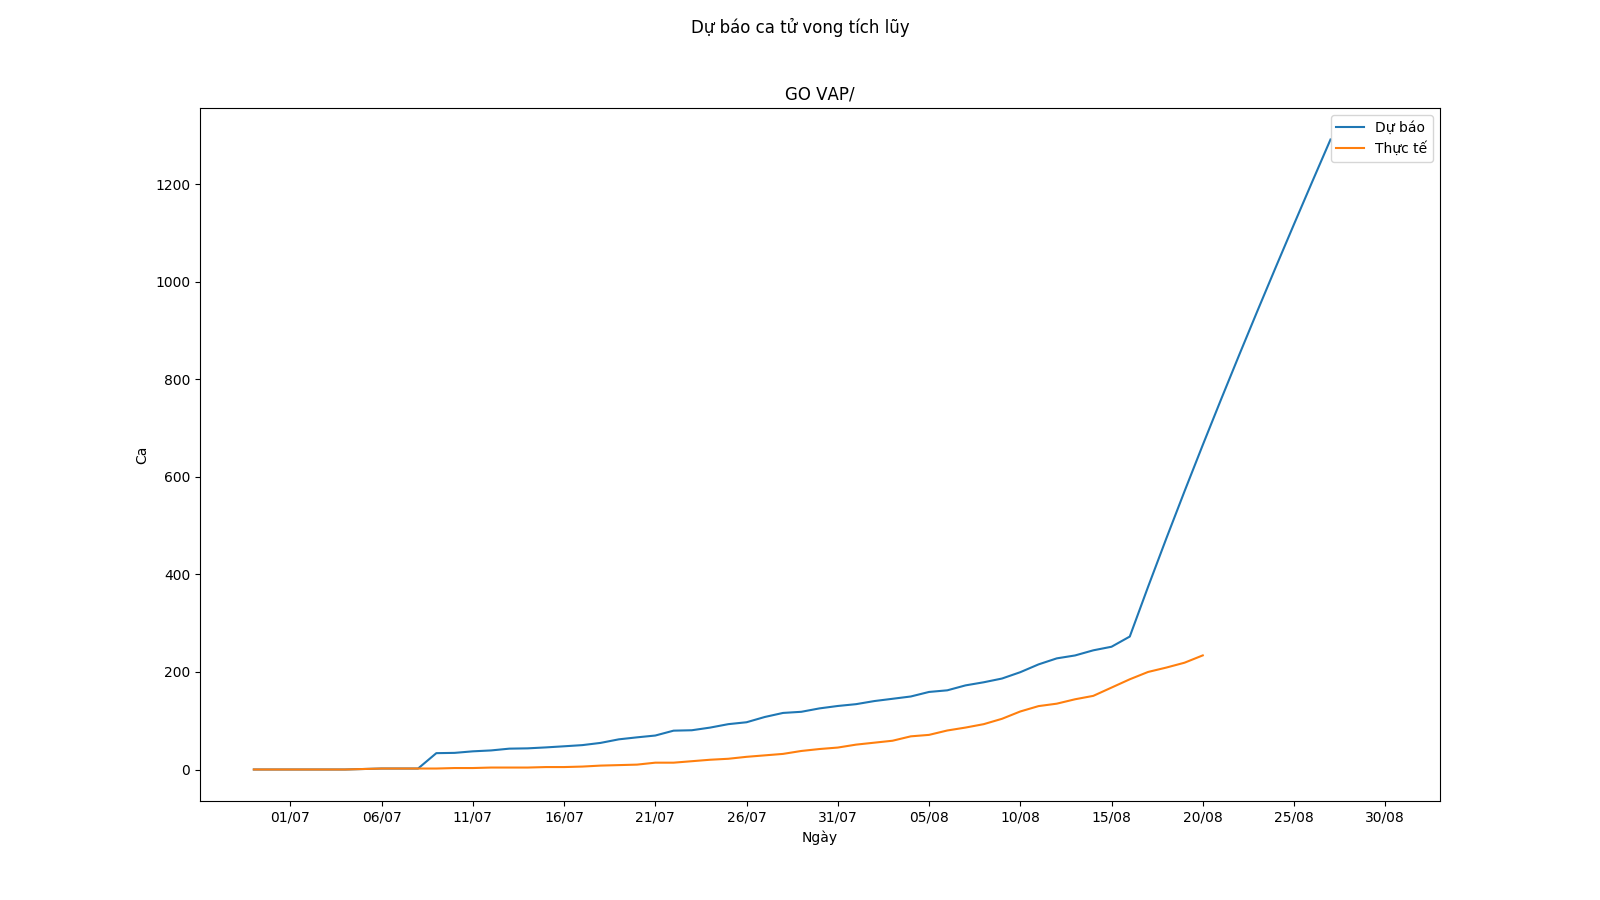 Dự báo ca tử vong tích lũy
GO VAP/
Dự báo
Thực tế
1200
1000
800
600
400
200
0
Ca
01/07 06/07 11/07 16/07 21/07 26/07 31/07 05/08 10/08 15/08 20/08 25/08 30/08
Ngày